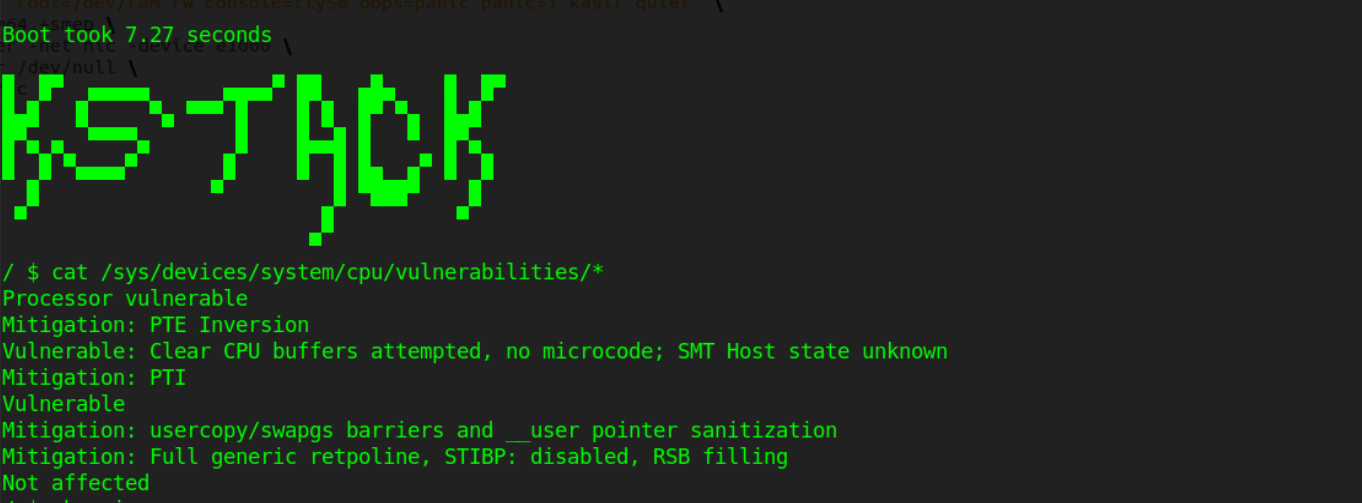 root=/dev/ram rw console=ttyS0 oops=panic panic=1 kaslr quiet" \
m64,+smep \
Boot took 7.27 seconds
er -net nic -device e1000 \
r /dev/null \
c
KSTACK
/ $ cat /sys/devices/system/cpu/vulnerabilities/*
Processor vulnerable
Mitigation: PTE Inversion
Vulnerable: Clear CPU buffers attempted, no microcode; SMT Host state unknown
Mitigation: PTI
Vulnerable
Mitigation: usercopy/swapgs barriers and __user pointer sanitization
Mitigation: Full generic retpoline, STIBP: disabled, RSB filling
Not affected